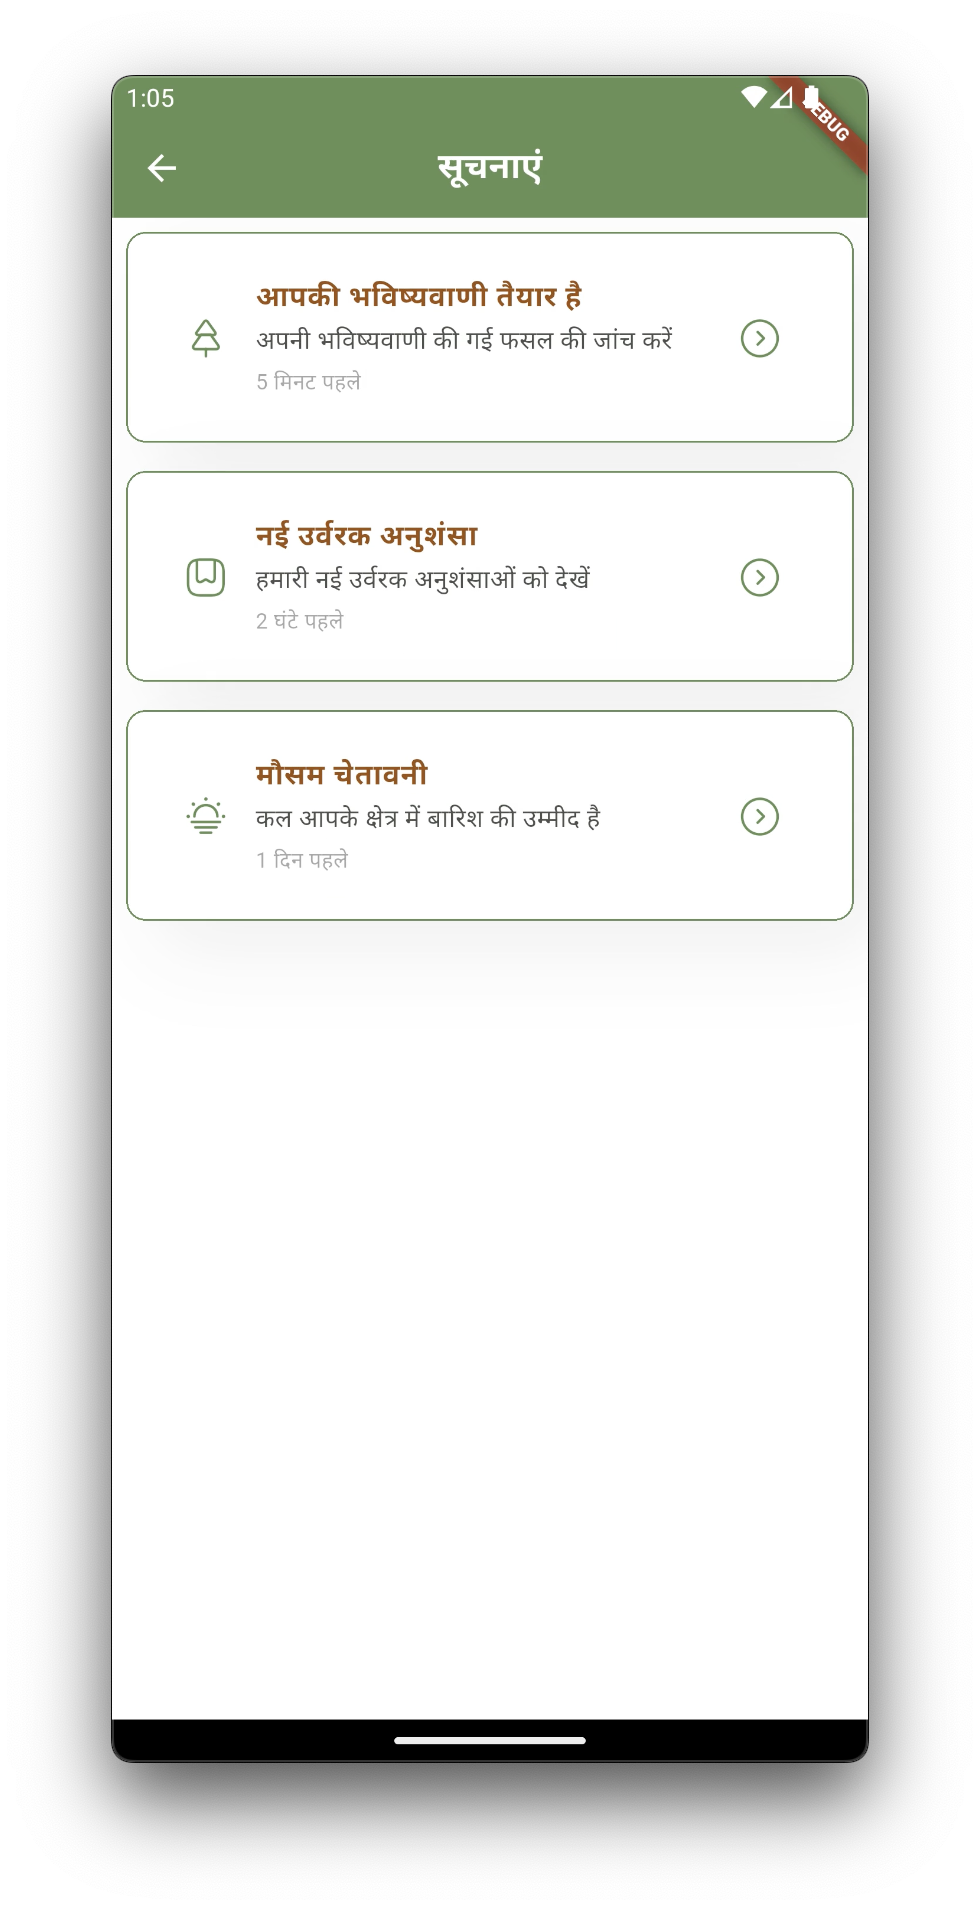 1:05
DEBUG
सूचनाएं
आपकी भविष्यवाणी तैयार है
अपनी भविष्यवाणी की गई फसल की जांच करें
5 मिनट पहले
नई उर्वरक अनुशंसा
हमारी नई उर्वरक अनुशंसाओं को देखें
2 घंटे पहले
मौसम चेतावनी
कल आपके क्षेत्र में बारिश की उम्मीद है
1 दिन पहले